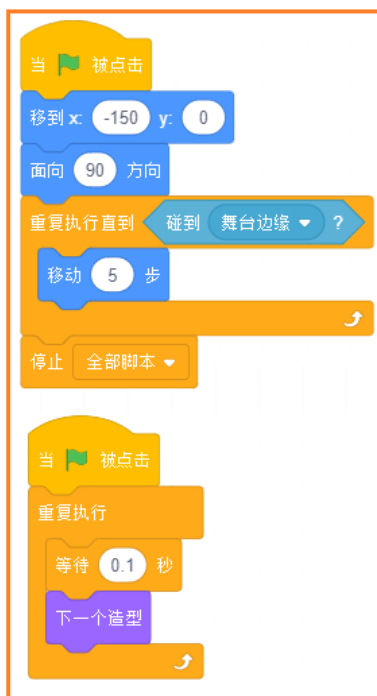 当 被点击
移到 x: -150 y: 0
面向 90 方向
重复执行直到 碰到 舞台边缘 ?
移动 5 步
停止 全部脚本
当 被点击
重复执行
等待 0.1 秒
下一个造型